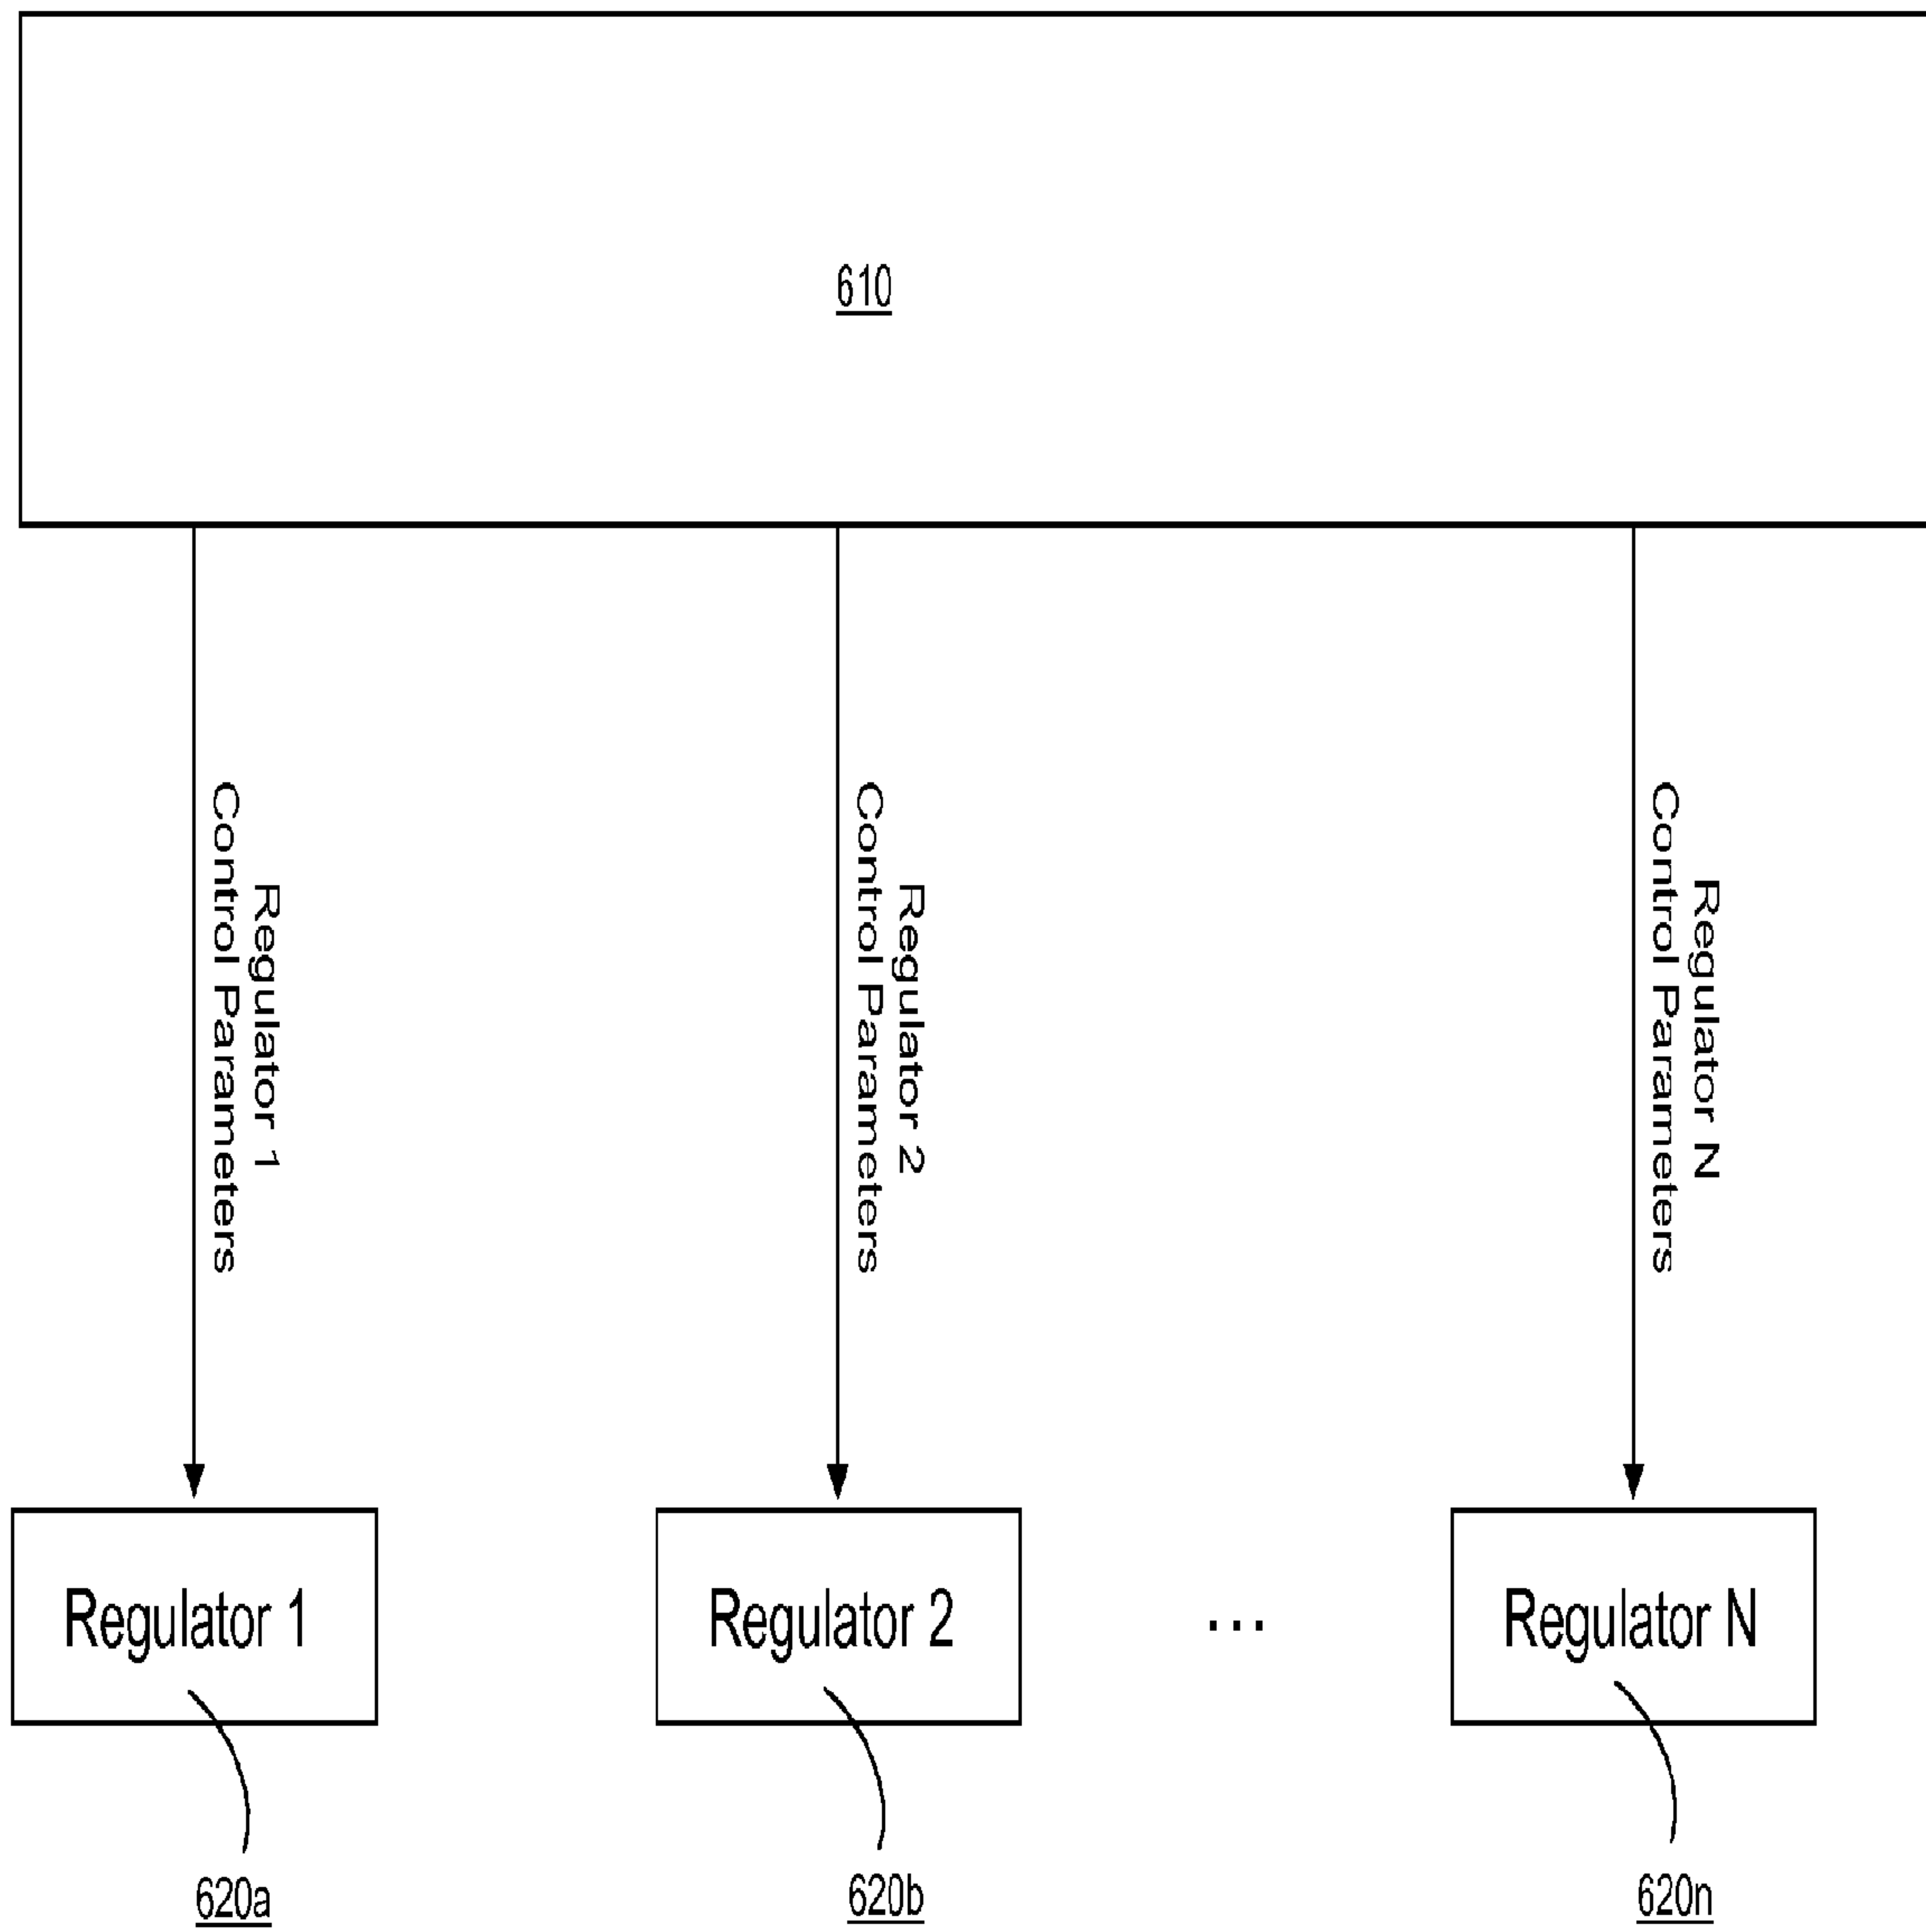 610
Regulator 1
Control Parameters
Regulator 2
Control Parameters
Regulator N
Control Parameters
Regulator 1
Regulator 2
...
Regulator N
620a
620b
620n